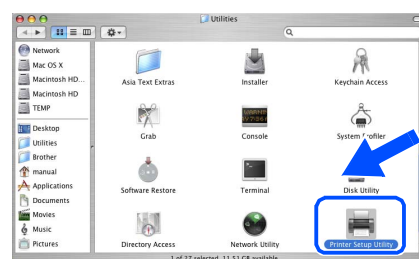 Utilities
Network
Mac OS X
Macintosh HD...
Macintosh HD
TEMP
Desktop
Utilities
Brother
manual
Applications
Documents
Movies
Music
Pictures
Asia Text Extras
Installer
Keychain Access
Grab
Console
System Profiler
Software Restore
Terminal
Disk Utility
Directory Access
Network Utility
Printer Setup Utility
1 of 27 selected, 11.51 GB available